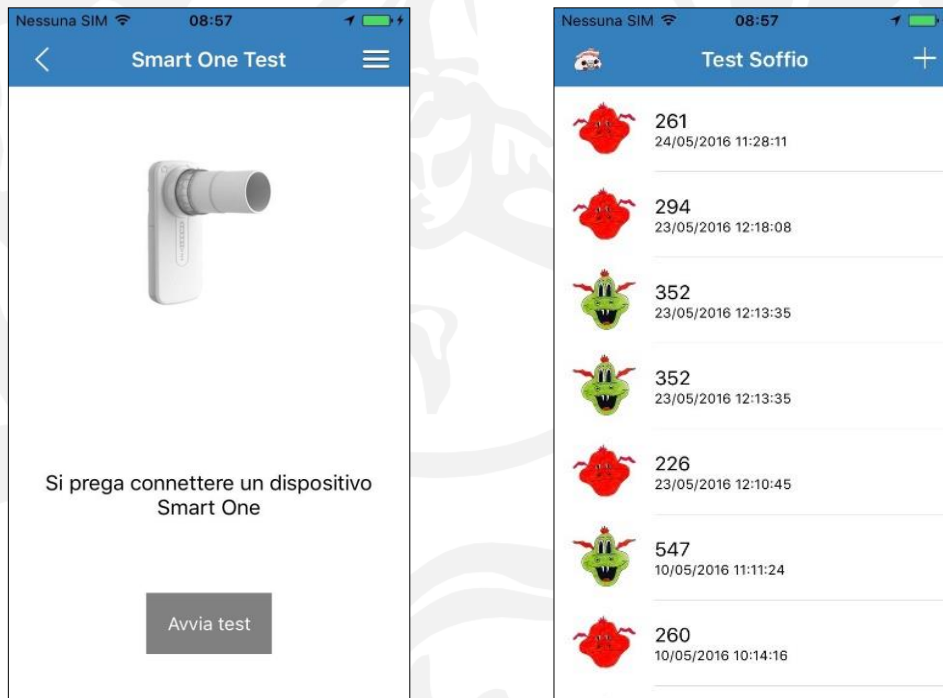 Nessuna SIM 08:57
Smart One Test
Si prega connettere un dispositivo
Smart One
Avvia test
Nessuna SIM 08:57
Test Soffio
261
24/05/2016 11:28:11
294
23/05/2016 12:18:08
352
23/05/2016 12:13:35
352
23/05/2016 12:13:35
226
23/05/2016 12:10:45
547
10/05/2016 11:11:24
260
10/05/2016 10:14:16